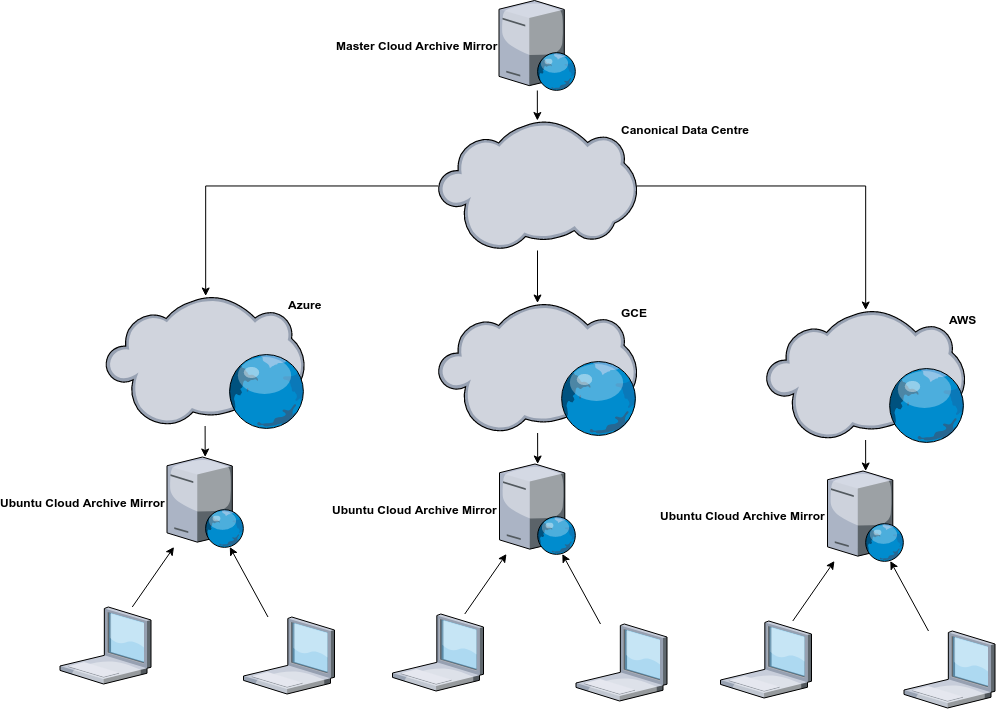 Master Cloud Archive Mirror
Canonical Data Centre
Azure
GCE
AWS
Ubuntu Cloud Archive Mirror
Ubuntu Cloud Archive Mirror
Ubuntu Cloud Archive Mirror